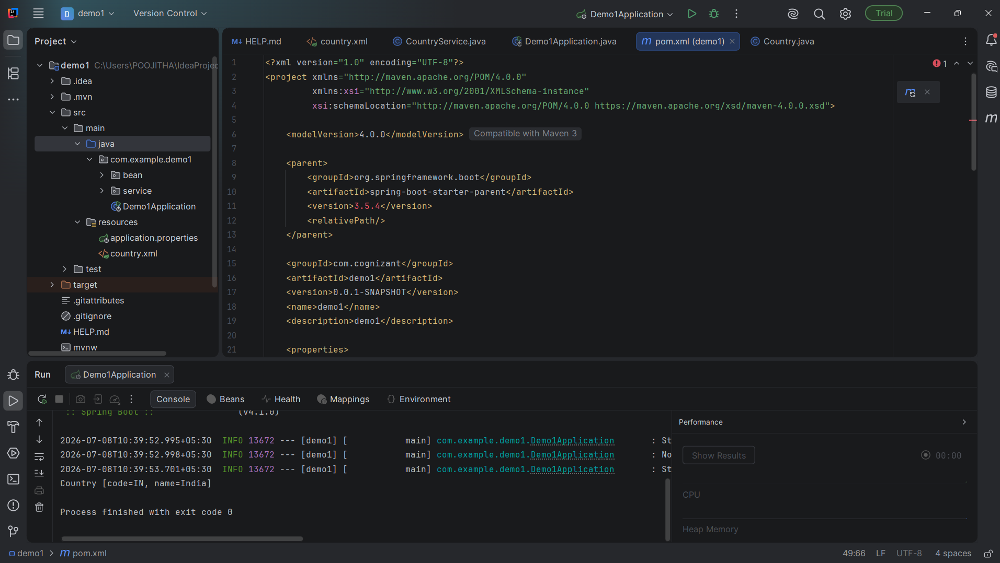 D demo1
Version Control
Demo1Application
Trial
Project
HELP.md
country.xml
CountryService.java
Demo1Application.java
pom.xml (demo1)
Country.java
demo1 C:\Users\POOJITHA\IdeaProjec
.idea
.mvn
src
main
java
com.example.demo1
bean
service
Demo1Application
resources
application.properties
country.xml
test
target
.gitattributes
.gitignore
HELP.md
mvnw
1 <?xml version="1.0" encoding="UTF-8"?>
2 <project xmlns="http://maven.apache.org/POM/4.0.0"
3 xmlns:xsi="http://www.w3.org/2001/XMLSchema-instance"
4 xsi:schemaLocation="http://maven.apache.org/POM/4.0.0 https://maven.apache.org/xsd/maven-4.0.0.xsd">
5
6 <modelVersion>4.0.0</modelVersion> Compatible with Maven 3
7
8 <parent>
9 <groupId>org.springframework.boot</groupId>
10 <artifactId>spring-boot-starter-parent</artifactId>
11 <version>3.5.4</version>
12 <relativePath/>
13 </parent>
14
15 <groupId>com.cognizant</groupId>
16 <artifactId>demo1</artifactId>
17 <version>0.0.1-SNAPSHOT</version>
18 <name>demo1</name>
19 <description>demo1</description>
20
21 <properties>
1
Run
Demo1Application
Console
Beans
Health
Mappings
Environment
:: Spring Boot :: (v4.1.0)
2026-07-08T10:39:52.995+05:30 INFO 13672 --- [demo1] [ main] com.example.demo1.Demo1Application : St
2026-07-08T10:39:52.998+05:30 INFO 13672 --- [demo1] [ main] com.example.demo1.Demo1Application : No
2026-07-08T10:39:53.701+05:30 INFO 13672 --- [demo1] [ main] com.example.demo1.Demo1Application : St
Country [code=IN, name=India]
Process finished with exit code 0
Performance
Show Results
00:00
CPU
Heap Memory
demo1 > pom.xml
49:66 LF UTF-8 4 spaces